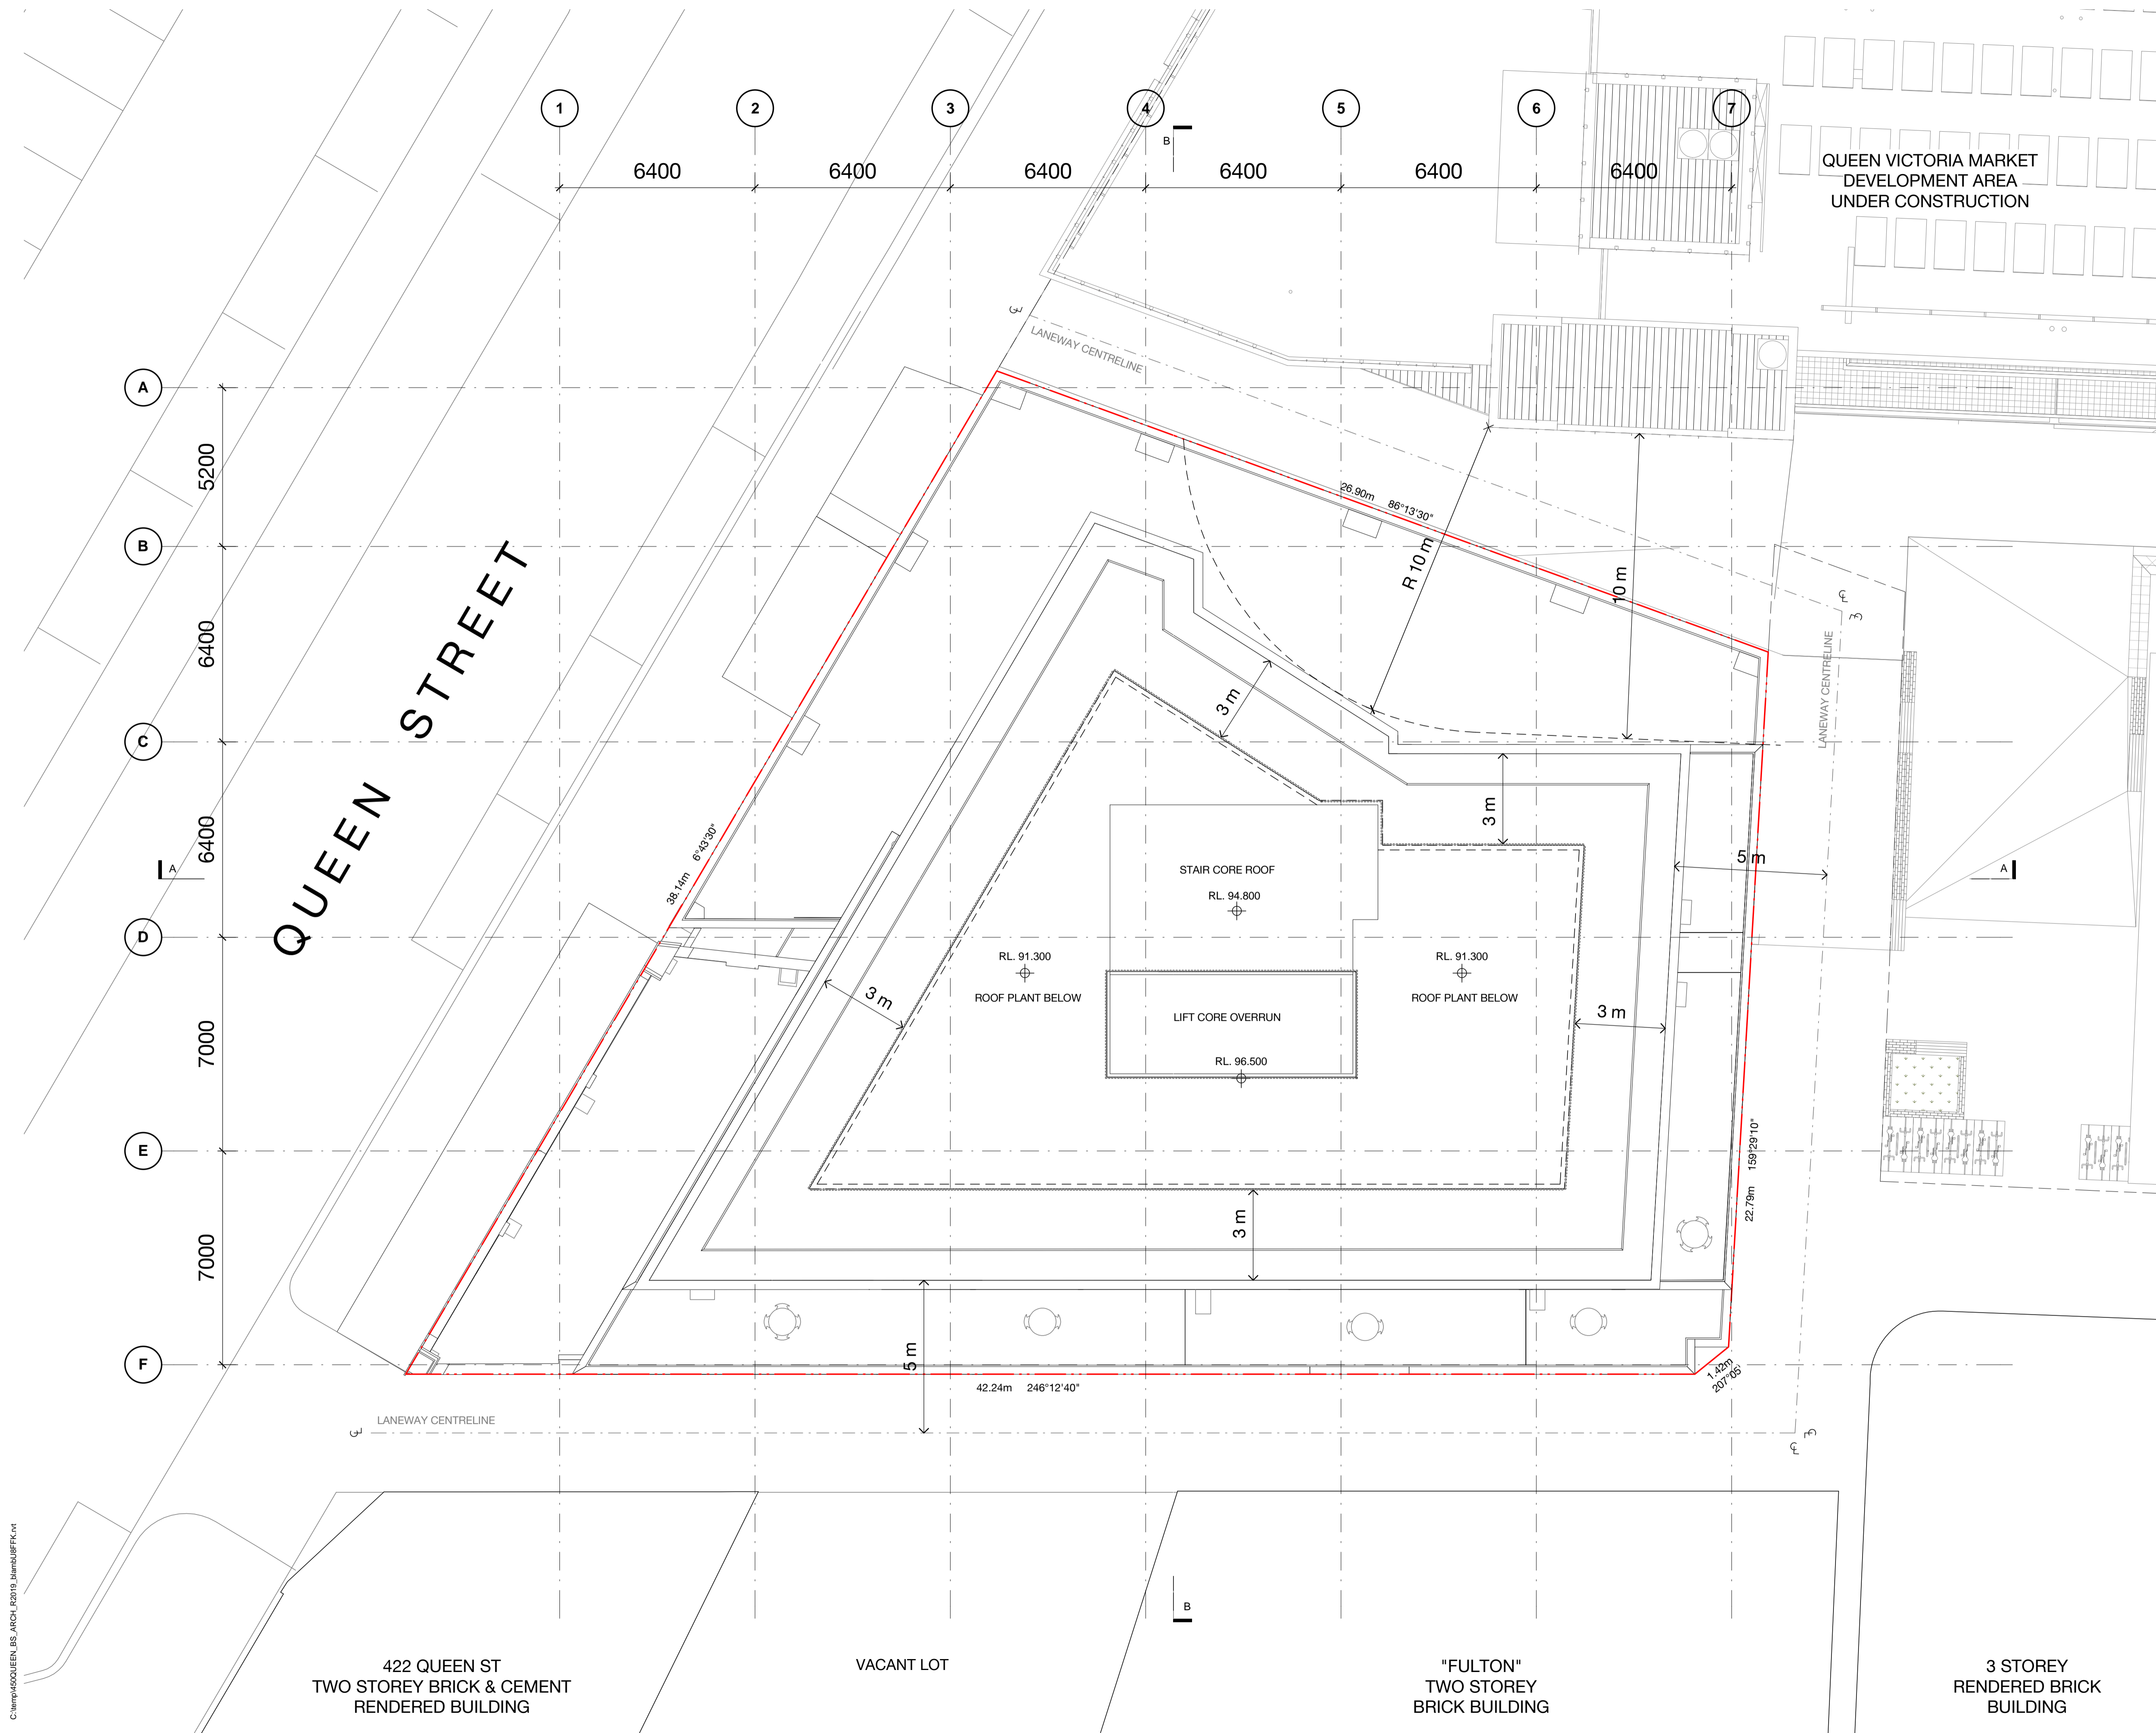 1
2
3
4
5
6
7
B
6400
6400
6400
6400
6400
6400
QUEEN VICTORIA MARKET
DEVELOPMENT AREA
UNDER CONSTRUCTION
LANEWAY CENTRELINE
A
5200
26.90m 86°13'30"
B
R 10 m
10 m
QUEEN STREET
6400
LANEWAY CENTRELINE
3 m
C
3 m
6400
38.14m 6°43'30"
5 m
A
A
STAIR CORE ROOF
RL. 94.800
D
RL. 91.300
ROOF PLANT BELOW
RL. 91.300
ROOF PLANT BELOW
3 m
3 m
LIFT CORE OVERRUN
RL. 96.500
7000
E
22.79m 159°29'10"
3 m
7000
5 m
F
1.42m
207°05'
42.24m 246°12'40"
LANEWAY CENTRELINE
B
422 QUEEN ST
TWO STOREY BRICK & CEMENT
RENDERED BUILDING
VACANT LOT
"FULTON"
TWO STOREY
BRICK BUILDING
3 STOREY
RENDERED BRICK
BUILDING
C:\temp\450QUEEN_BS_ARCH_R2019_blambU8FFK.rvt